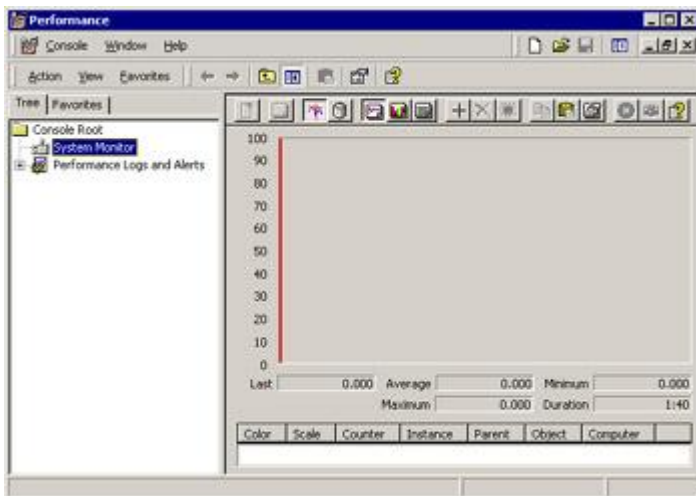 Performance
Console Window Help
Action View Favorites
Tree Favorites
Console Root
System Monitor
Performance Logs and Alerts
100
90
80
70
60
50
40
30
20
10
0
Last 0.000 Average 0.000 Minimum 0.000
Maximum 0.000 Duration 1:40
Color Scale Counter Instance Parent Object Computer